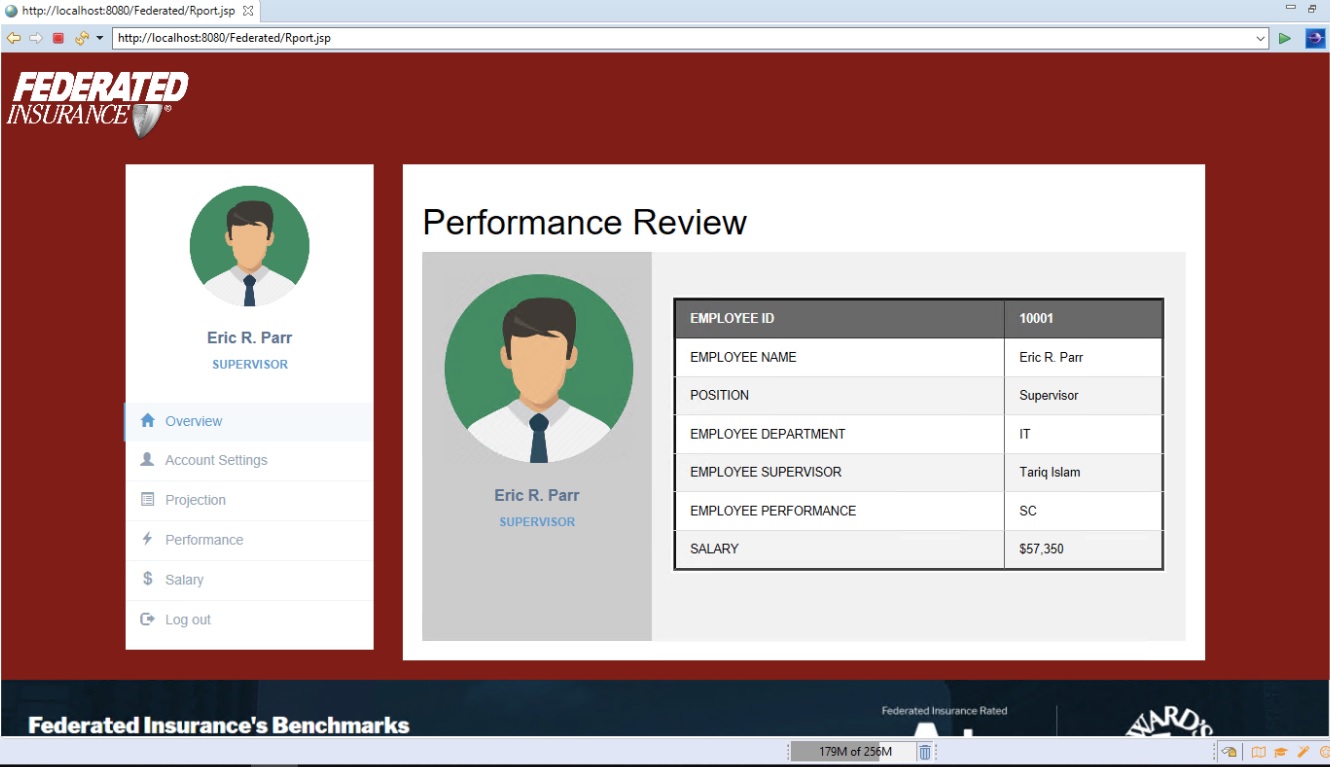 http://localhost:8080/Federated/Rport.jsp
http://localhost:8080/Federated/Rport.jsp
FEDERATED
INSURANCE®
Eric R. Parr
SUPERVISOR
Overview
Account Settings
Projection
Performance
$ Salary
Log out
Performance Review
Eric R. Parr
SUPERVISOR
EMPLOYEE ID 10001
EMPLOYEE NAME Eric R. Parr
POSITION Supervisor
EMPLOYEE DEPARTMENT IT
EMPLOYEE SUPERVISOR Tariq Islam
EMPLOYEE PERFORMANCE SC
SALARY $57,350
Federated Insurance's Benchmarks
Federated Insurance Rated
WARD'S
179M of 256M